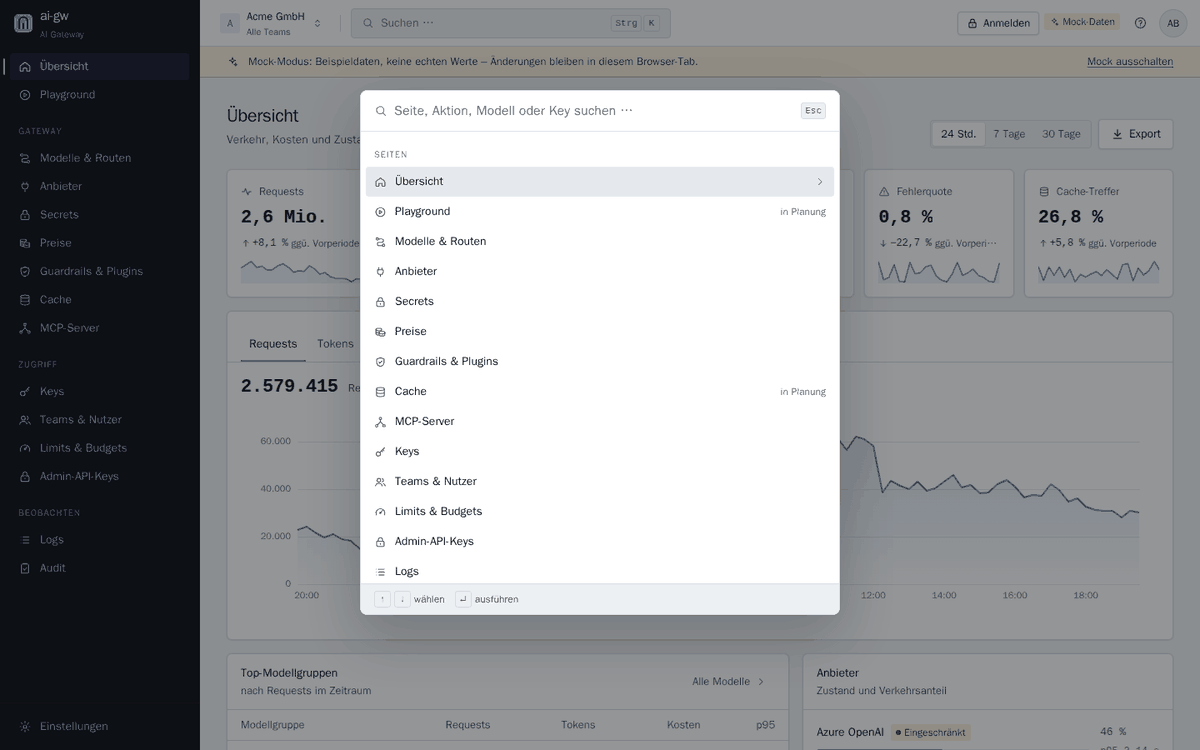 ai-gw
AI Gateway
Übersicht
Playground
GATEWAY
Modelle & Routen
Anbieter
Secrets
Preise
Guardrails & Plugins
Cache
MCP-Server
ZUGRIFF
Keys
Teams & Nutzer
Limits & Budgets
Admin-API-Keys
BEOBACHTEN
Logs
Audit
Einstellungen
A
Acme GmbH
Alle Teams
Suchen ···
Strg K
Anmelden
Mock-Daten
AB
Mock-Modus: Beispieldaten, keine echten Werte – Änderungen bleiben in diesem Browser-Tab.
Mock ausschalten
Übersicht
Verkehr, Kosten und Zusta
24 Std.
7 Tage
30 Tage
Export
Requests
2,6 Mio.
↑ +8,1 % ggü. Vorperiode
Fehlerquote
0,8 %
↓ −22,7 % ggü. Vorperi···
Cache-Treffer
26,8 %
↑ +5,8 % ggü. Vorperiode
Requests
Tokens
2.579.415 Re
60.000
40.000
20.000
0
20:00
12:00
14:00
16:00
18:00
Seite, Aktion, Modell oder Key suchen ···
Esc
SEITEN
Übersicht
Playground
in Planung
Modelle & Routen
Anbieter
Secrets
Preise
Guardrails & Plugins
Cache
in Planung
MCP-Server
Keys
Teams & Nutzer
Limits & Budgets
Admin-API-Keys
Logs
↑ ↓ wählen ↵ ausführen
Top-Modellgruppen
nach Requests im Zeitraum
Alle Modelle
Modellgruppe
Requests
Tokens
Kosten
p95
Anbieter
Zustand und Verkehrsanteil
Azure OpenAI
Eingeschränkt
46 %